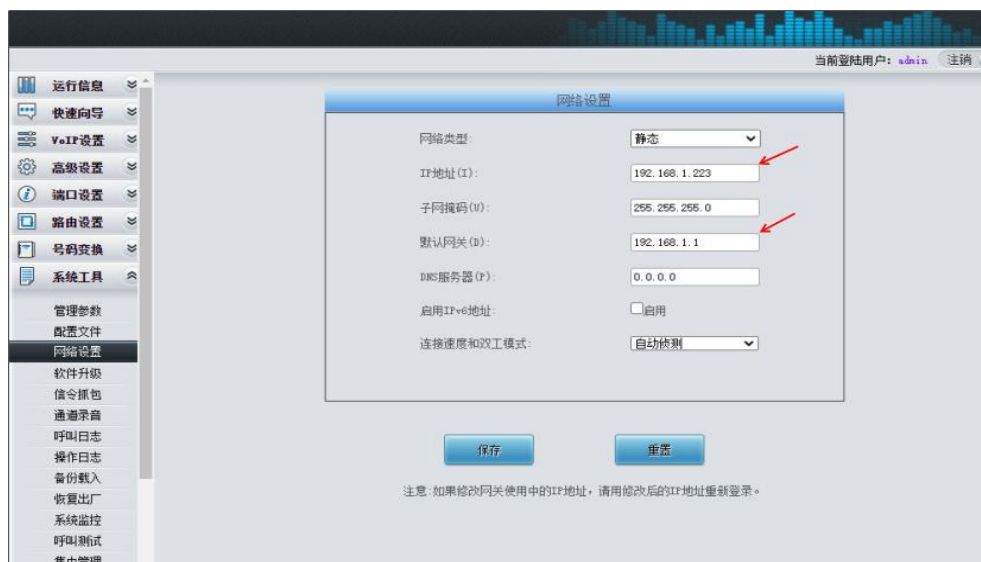 当前登陆用户: admin 注销
运行信息
快速向导
VoIP设置
高级设置
端口设置
路由设置
号码变换
系统工具
管理参数
配置文件
网络设置
软件升级
信令抓包
通道录音
呼叫日志
操作日志
备份载入
恢复出厂
系统监控
呼叫测试
集中管理
网络设置
网络类型: 静态
IP地址(I): 192.168.1.223
子网掩码(U): 255.255.255.0
默认网关(D): 192.168.1.1
DNS服务器(P): 0.0.0.0
启用IPv6地址: 启用
连接速度和双工模式: 自动侦测
保存 重置
注意:如果修改网关使用中的IP地址，请用修改后的IP地址重新登录。